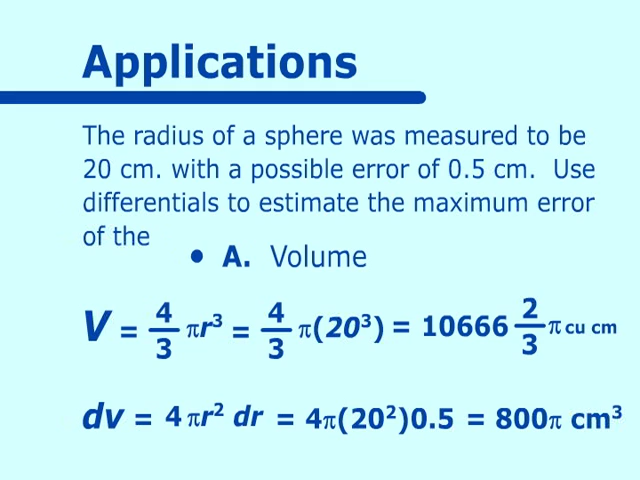 Applications
The radius of a sphere was measured to be
20 cm. with a possible error of 0.5 cm. Use
differentials to estimate the maximum error
of the
• A. Volume
V = 4/3 πr³ = 4/3 π(20³) = 10666 2/3 π cu cm
dv = 4 πr² dr = 4π(20²)0.5 = 800π cm³